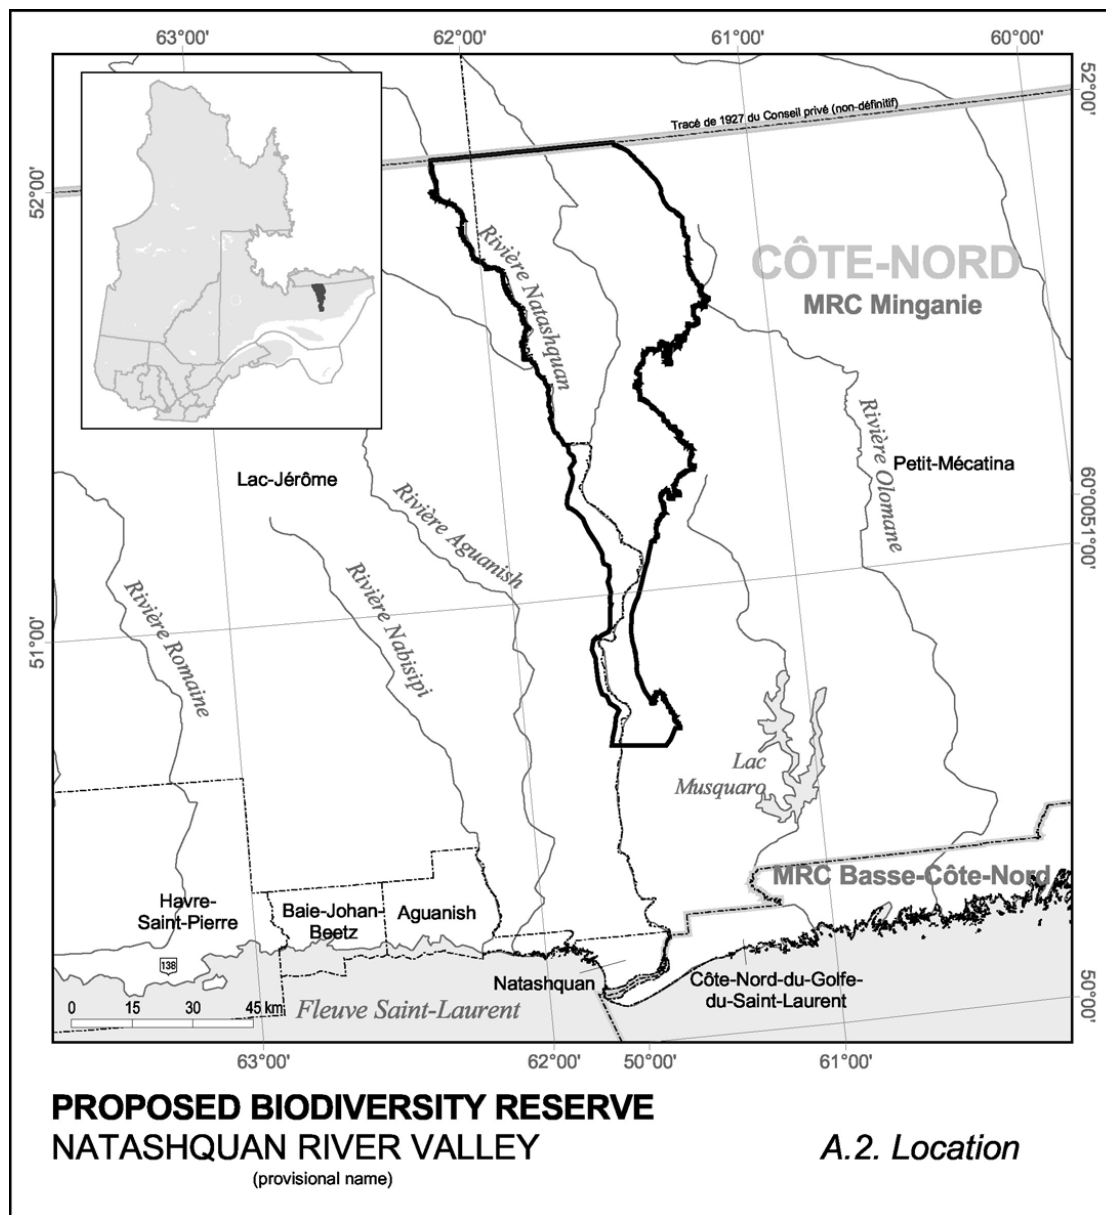 63°00'
62°00'
61°00'
60°00'
52°00'
Tracé de 1927 du Conseil privé (non-définitif)
52°00'
CÔTE-NORD
MRC Minganie
Rivière Natashquan
Rivière Olomane
Petit-Mécatina
Lac-Jérôme
Rivière Aguanish
60°0051°00'
Rivière Nabisipi
Rivière Romaine
51°00'
Lac
Musquaro
MRC Basse-Côte-Nord
Havre-
Saint-Pierre
Baie-Johan-
Beetz
Aguanish
138
Natashquan
Côte-Nord-du-Golfe-
du-Saint-Laurent
50°00'
0 15 30 45 km
Fleuve Saint-Laurent
63°00'
62°00'
50°00'
61°00'
PROPOSED BIODIVERSITY RESERVE
NATASHQUAN RIVER VALLEY
A.2. Location
(provisional name)